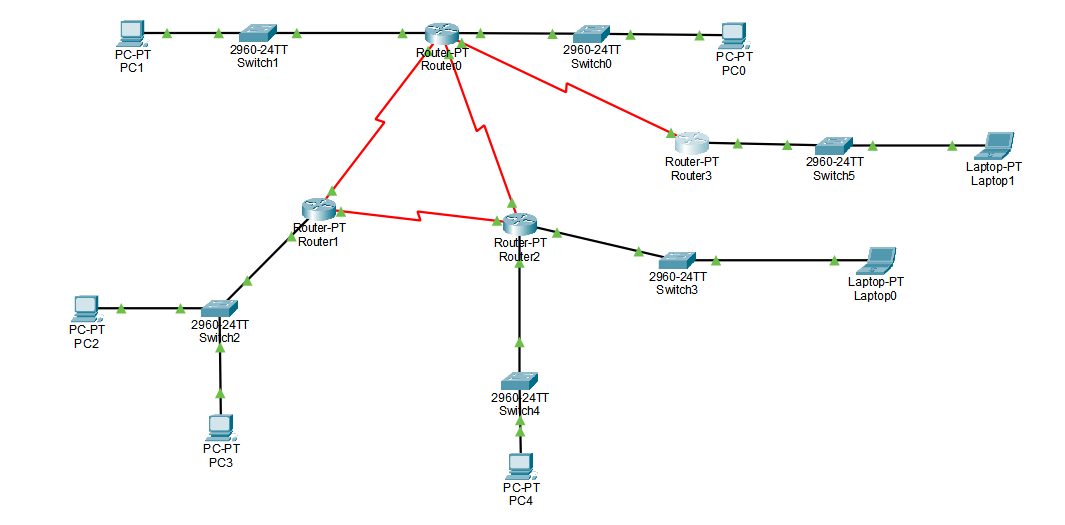 PC-PT
PC1
2960-24TT
Switch1
Router-PT
Router0
2960-24TT
Switch0
PC-PT
PC0
Router-PT
Router3
2960-24TT
Switch5
Laptop-PT
Laptop1
Router-PT
Router1
Router-PT
Router2
2960-24TT
Switch3
Laptop-PT
Laptop0
PC-PT
PC2
2960-24TT
Switch2
2960-24TT
Switch4
PC-PT
PC3
PC-PT
PC4